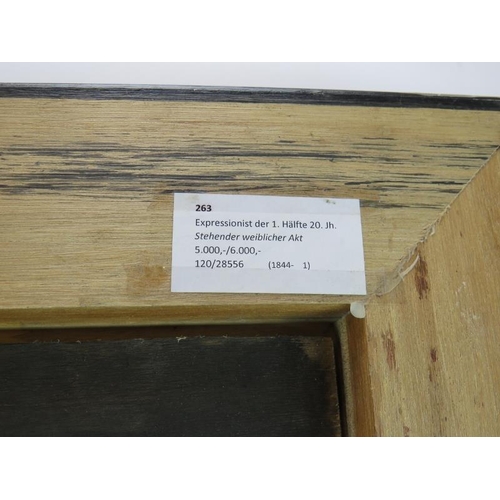 263
Expressionist der 1. Hälfte 20. Jh.
Stehender weiblicher Akt
5.000,-/6.000,-
120/28556 (1844- 1)